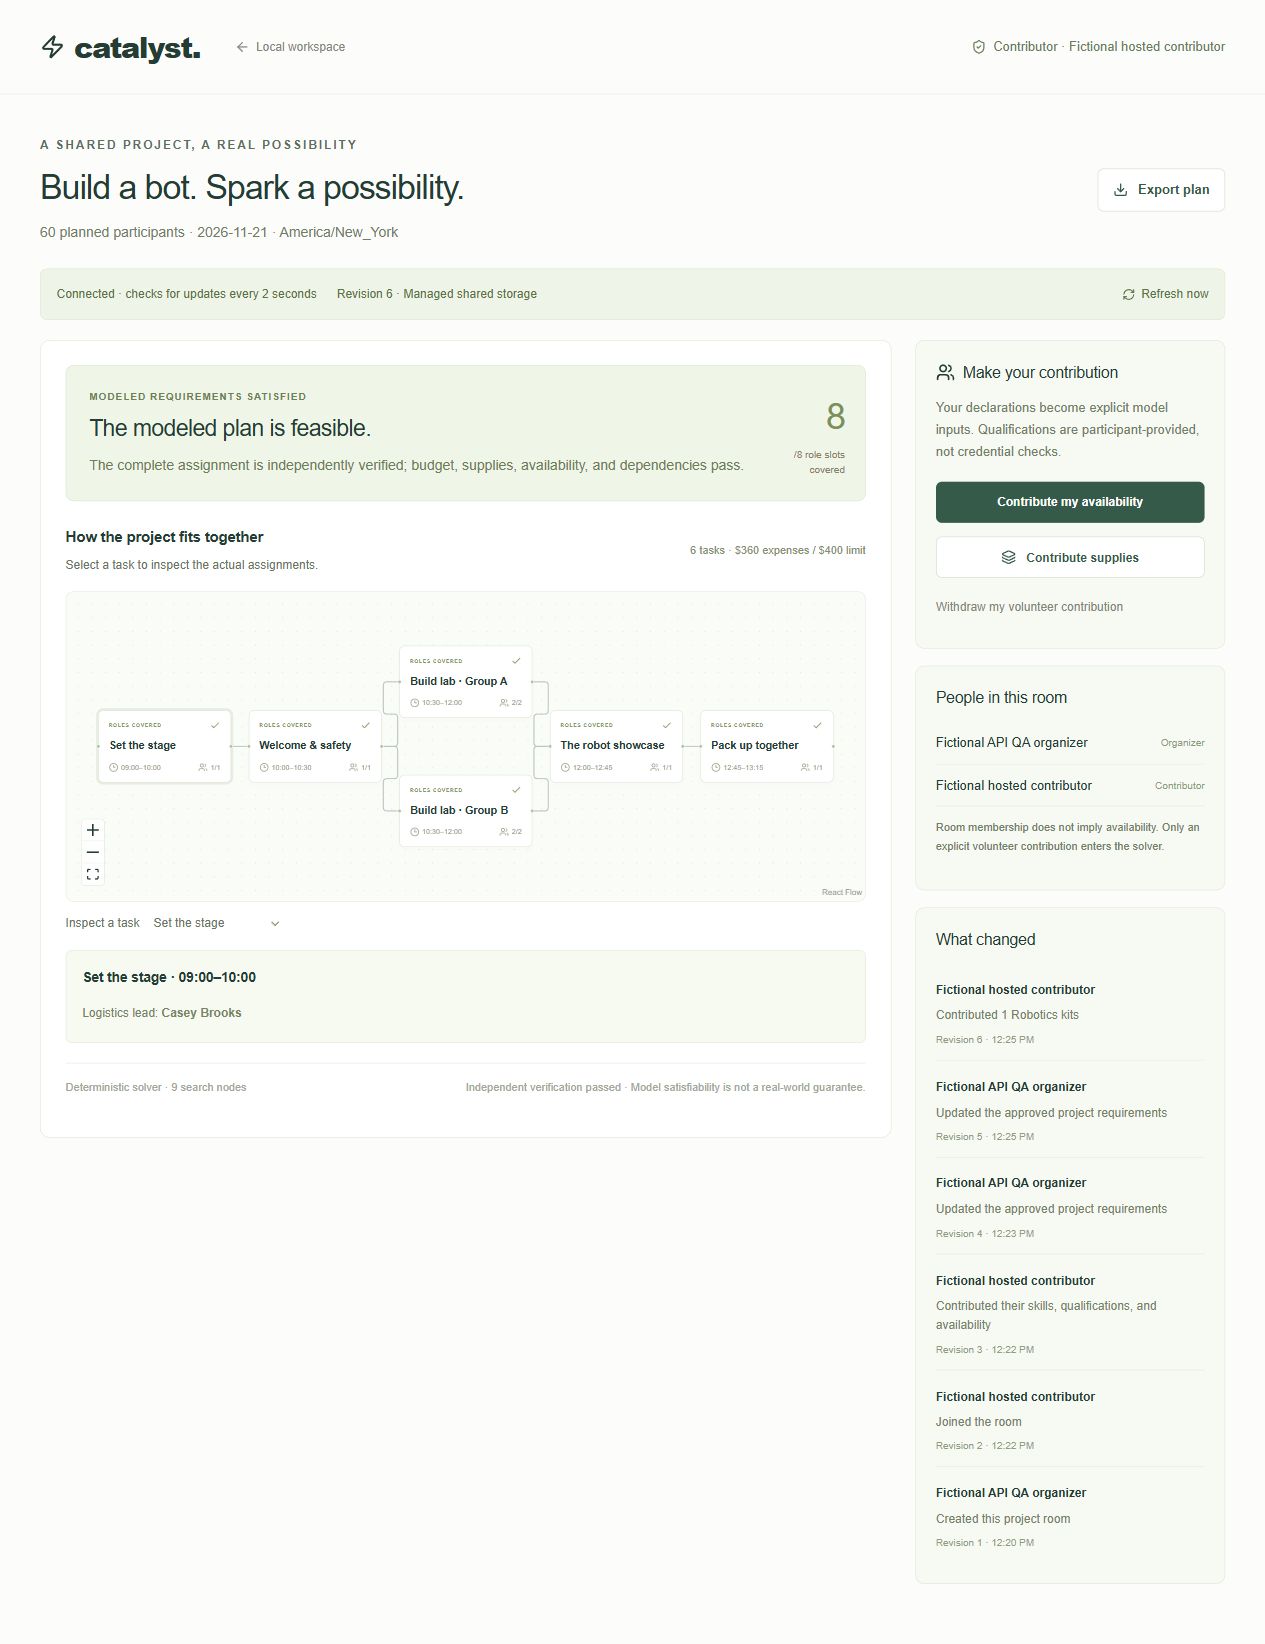 catalyst.
Local workspace
Contributor · Fictional hosted contributor
A SHARED PROJECT, A REAL POSSIBILITY
Build a bot. Spark a possibility.
60 planned participants · 2026-11-21 · America/New_York
Export plan
Connected · checks for updates every 2 seconds
Revision 6 · Managed shared storage
Refresh now
MODELED REQUIREMENTS SATISFIED
The modeled plan is feasible.
The complete assignment is independently verified; budget, supplies, availability, and dependencies pass.
8
/8 role slots
covered
How the project fits together
Select a task to inspect the actual assignments.
6 tasks · $360 expenses / $400 limit
ROLES COVERED
Set the stage
09:00–10:00
1/1
ROLES COVERED
Welcome & safety
10:00–10:30
1/1
ROLES COVERED
Build lab · Group A
10:30–12:00
2/2
ROLES COVERED
Build lab · Group B
10:30–12:00
2/2
ROLES COVERED
The robot showcase
12:00–12:45
1/1
ROLES COVERED
Pack up together
12:45–13:15
1/1
React Flow
Inspect a task
Set the stage
Set the stage · 09:00–10:00
Logistics lead: Casey Brooks
Deterministic solver · 9 search nodes
Independent verification passed · Model satisfiability is not a real-world guarantee.
Make your contribution
Your declarations become explicit model
inputs. Qualifications are participant-provided,
not credential checks.
Contribute my availability
Contribute supplies
Withdraw my volunteer contribution
People in this room
Fictional API QA organizer
Organizer
Fictional hosted contributor
Contributor
Room membership does not imply availability. Only an
explicit volunteer contribution enters the solver.
What changed
Fictional hosted contributor
Contributed 1 Robotics kits
Revision 6 · 12:25 PM
Fictional API QA organizer
Updated the approved project requirements
Revision 5 · 12:25 PM
Fictional API QA organizer
Updated the approved project requirements
Revision 4 · 12:23 PM
Fictional hosted contributor
Contributed their skills, qualifications, and
availability
Revision 3 · 12:22 PM
Fictional hosted contributor
Joined the room
Revision 2 · 12:22 PM
Fictional API QA organizer
Created this project room
Revision 1 · 12:20 PM